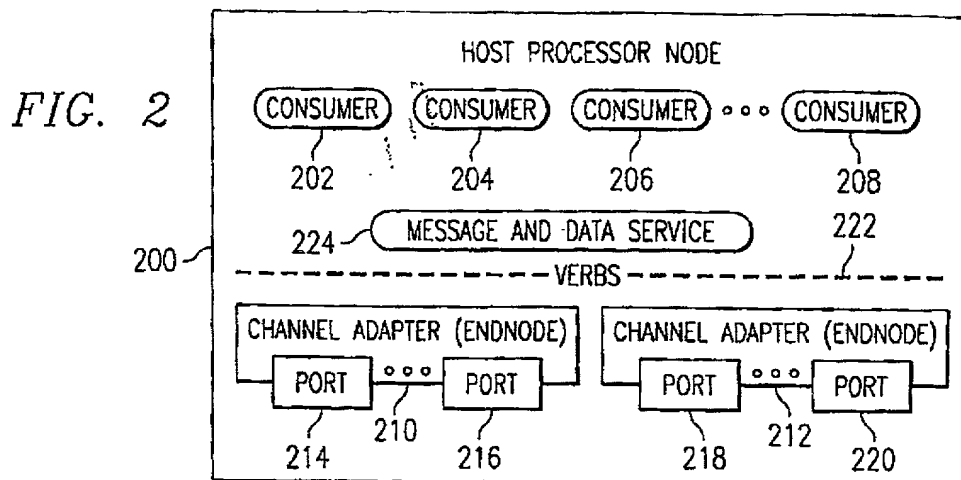 HOST PROCESSOR NODE
FIG. 2
CONSUMER CONSUMER CONSUMER CONSUMER
202 204 206 208
224 MESSAGE AND DATA SERVICE 222
200
VERBS
CHANNEL ADAPTER (ENDNODE) CHANNEL ADAPTER (ENDNODE)
PORT PORT PORT PORT
214 210 216 218 212 220